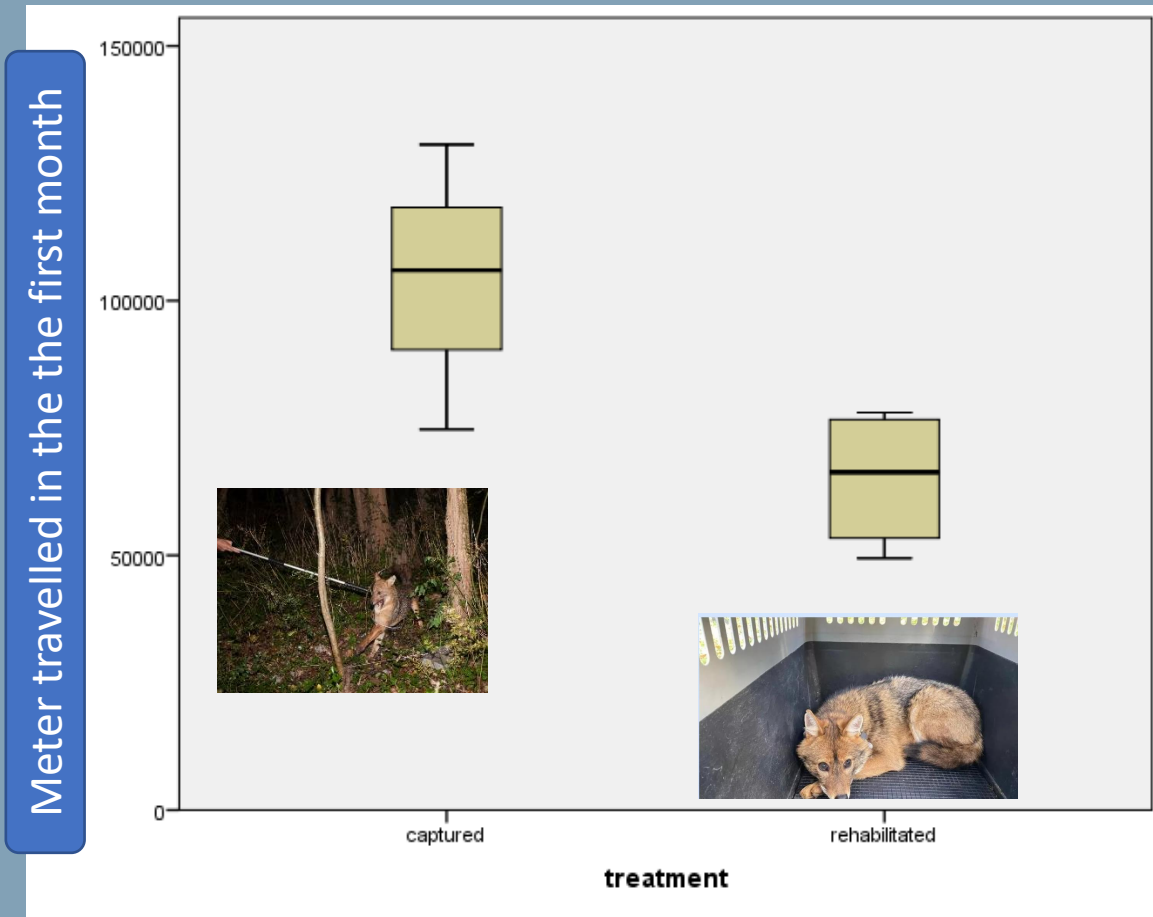 Meter travelled in the the first month
150000
100000
50000
0
captured
rehabilitated
treatment